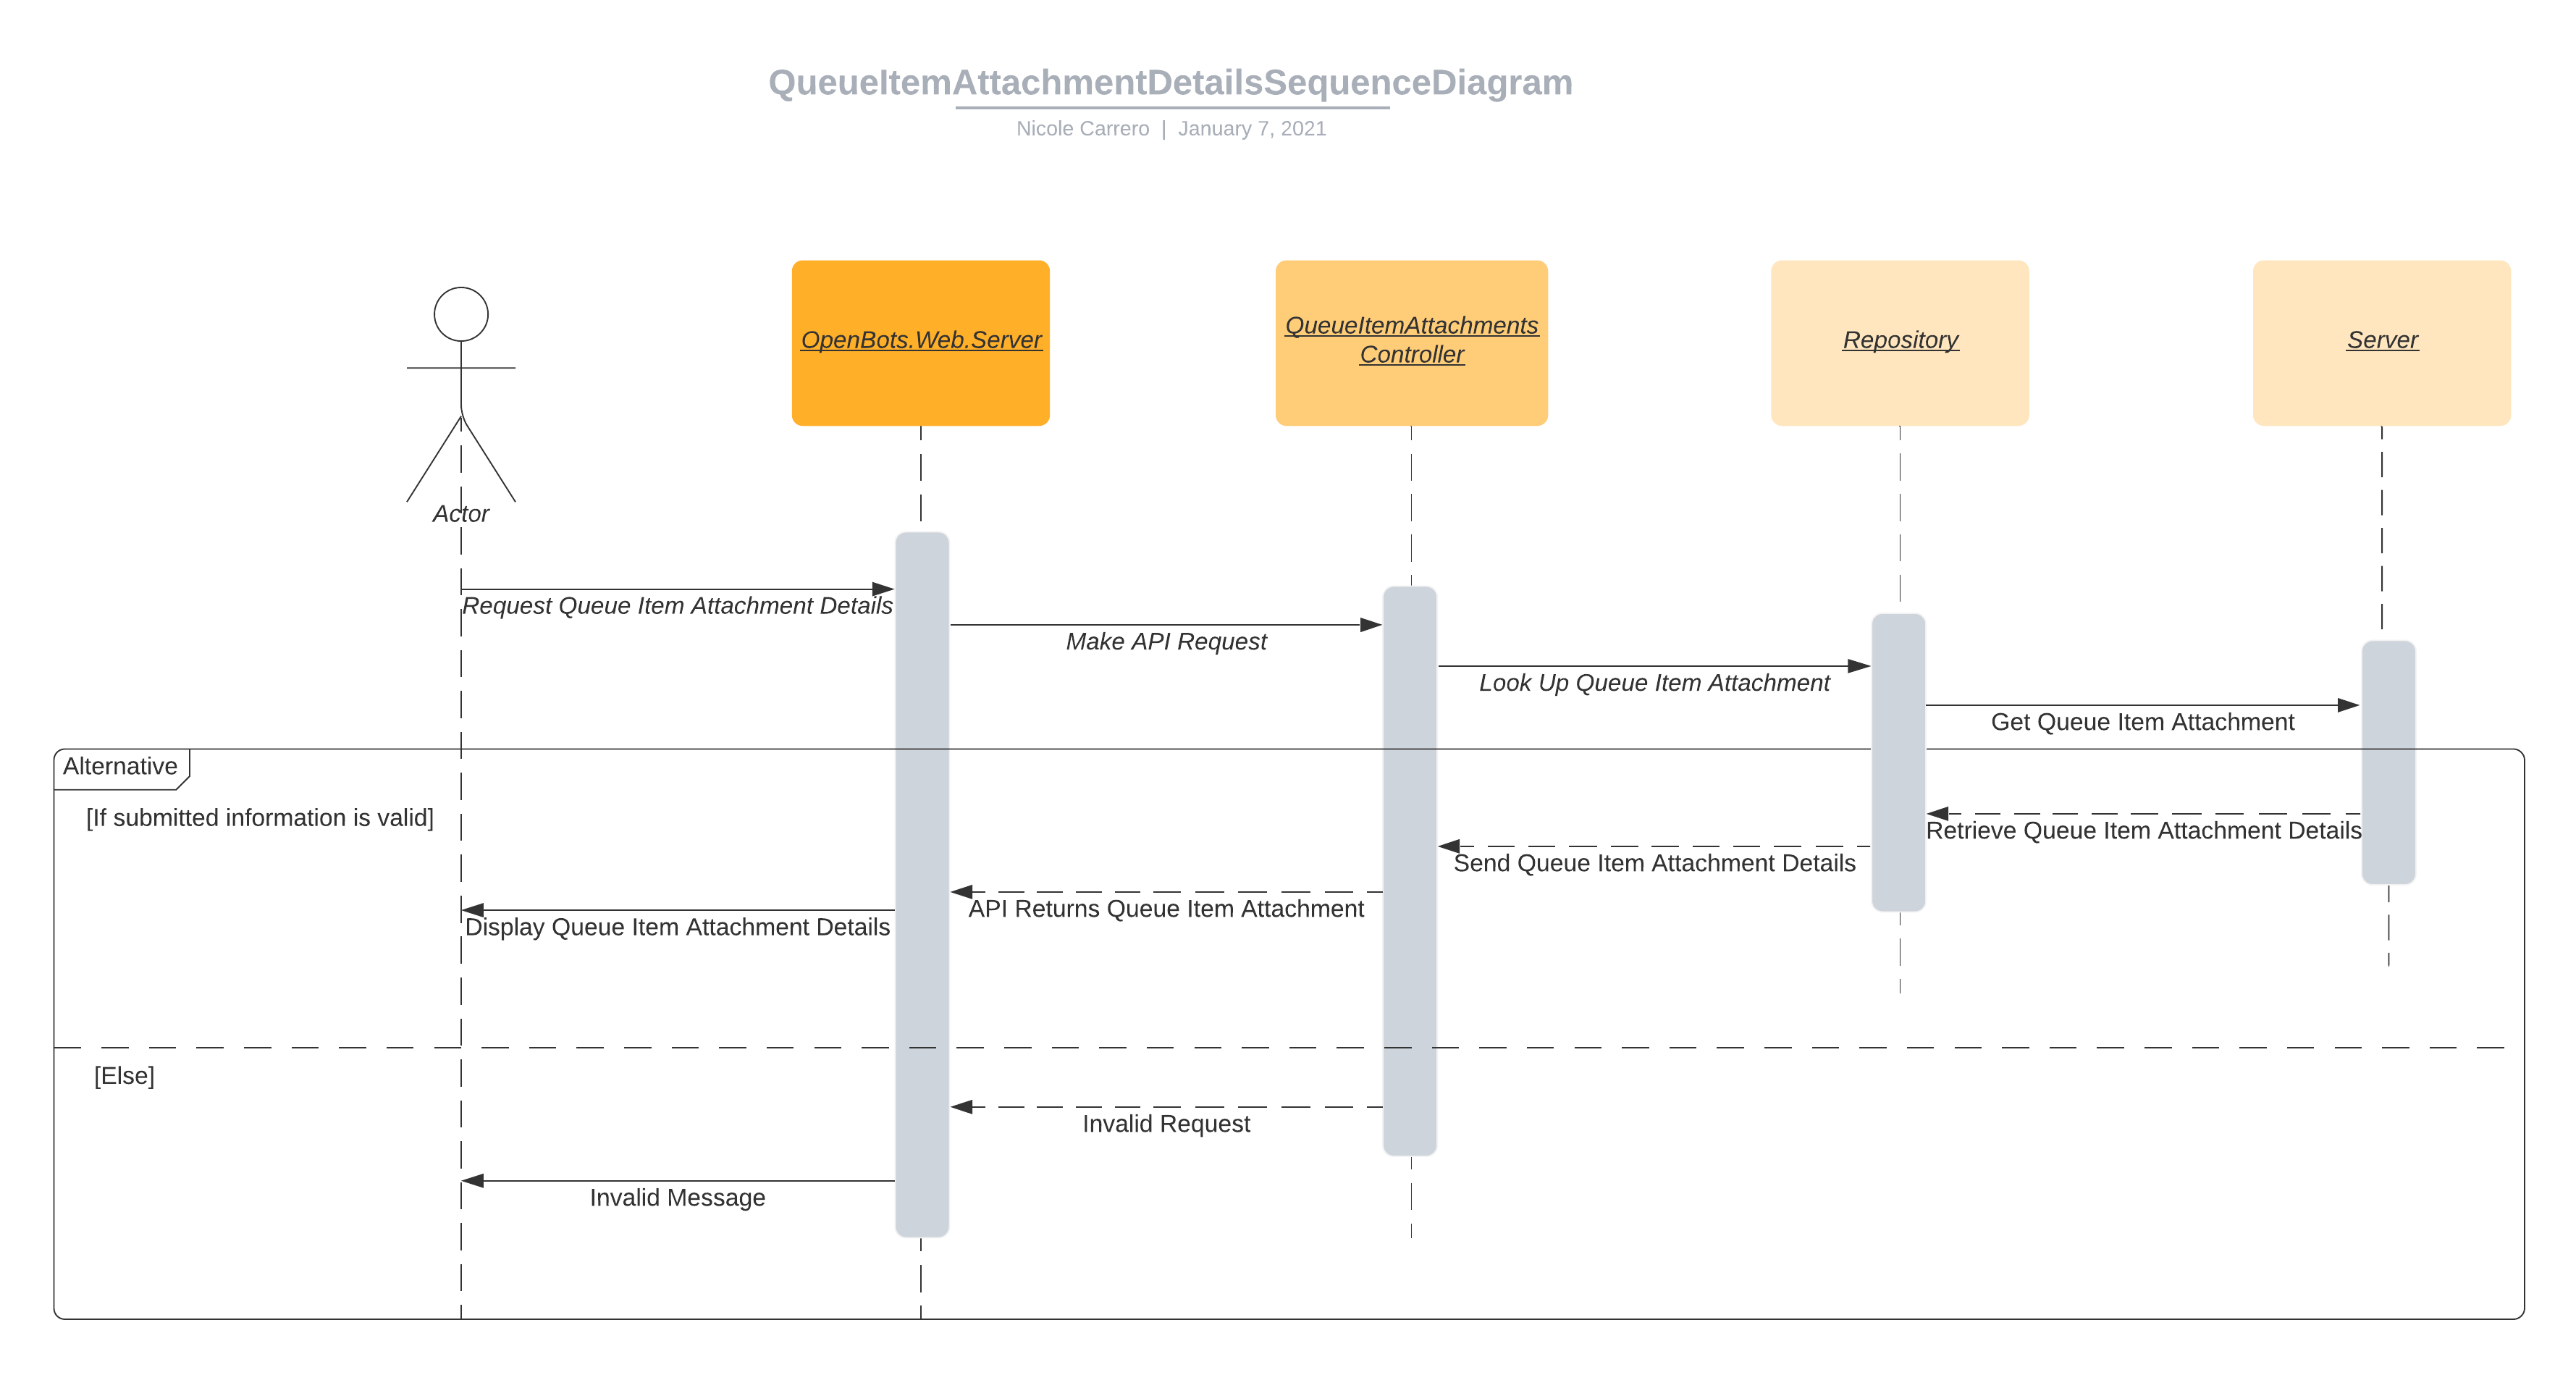 QueueItemAttachmentDetailsSequenceDiagram
Nicole Carrero | January 7, 2021
OpenBots.Web.Server
QueueItemAttachments
Controller
Repository
Server
Actor
Request Queue Item Attachment Details
Make API Request
Look Up Queue Item Attachment
Get Queue Item Attachment
Alternative
[If submitted information is valid]
Retrieve Queue Item Attachment Details
Send Queue Item Attachment Details
API Returns Queue Item Attachment
Display Queue Item Attachment Details
[Else]
Invalid Request
Invalid Message